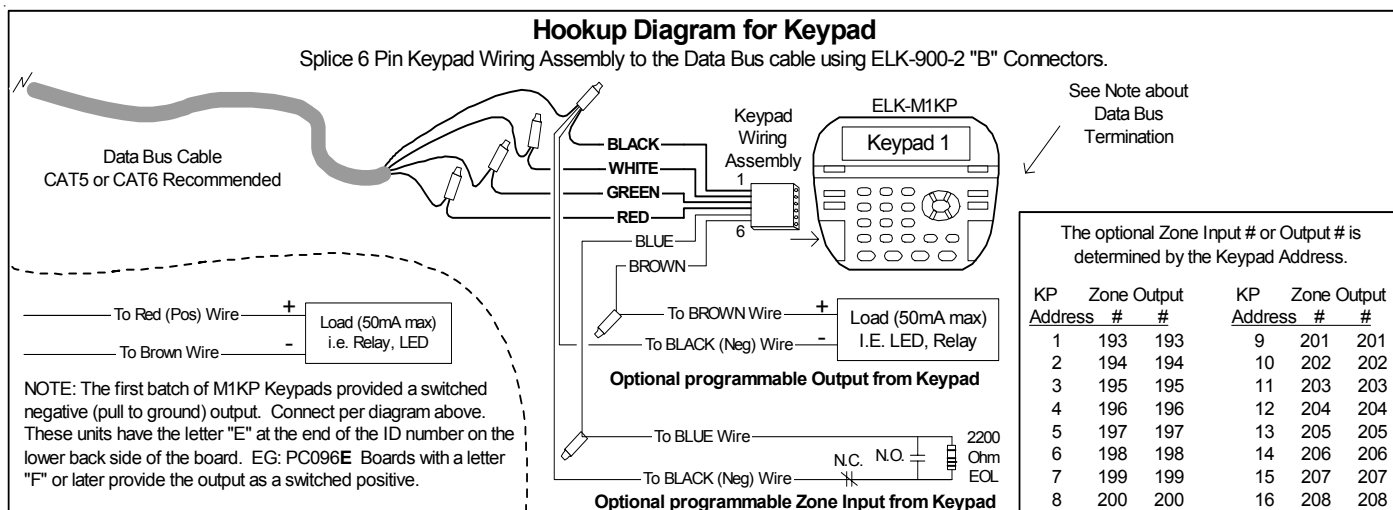 Hookup Diagram for Keypad
Splice 6 Pin Keypad Wiring Assembly to the Data Bus cable using ELK-900-2 "B" Connectors.
Data Bus Cable
CAT5 or CAT6 Recommended
BLACK
WHITE
GREEN
RED
BLUE
BROWN
Keypad
Wiring
Assembly
1
6
ELK-M1KP
Keypad 1
See Note about
Data Bus
Termination
To Red (Pos) Wire
+
To Brown Wire
-
Load (50mA max)
i.e. Relay, LED
NOTE: The first batch of M1KP Keypads provided a switched
negative (pull to ground) output. Connect per diagram above.
These units have the letter "E" at the end of the ID number on the
lower back side of the board. EG: PC096E Boards with a letter
"F" or later provide the output as a switched positive.
To BROWN Wire
+
To BLACK (Neg) Wire
-
Load (50mA max)
I.E. LED, Relay
Optional programmable Output from Keypad
To BLUE Wire
To BLACK (Neg) Wire
N.C.
N.O.
2200
Ohm
EOL
Optional programmable Zone Input from Keypad
The optional Zone Input # or Output # is
determined by the Keypad Address.
KP Zone Output KP Zone Output
Address # # Address # #
1 193 193 9 201 201
2 194 194 10 202 202
3 195 195 11 203 203
4 196 196 12 204 204
5 197 197 13 205 205
6 198 198 14 206 206
7 199 199 15 207 207
8 200 200 16 208 208